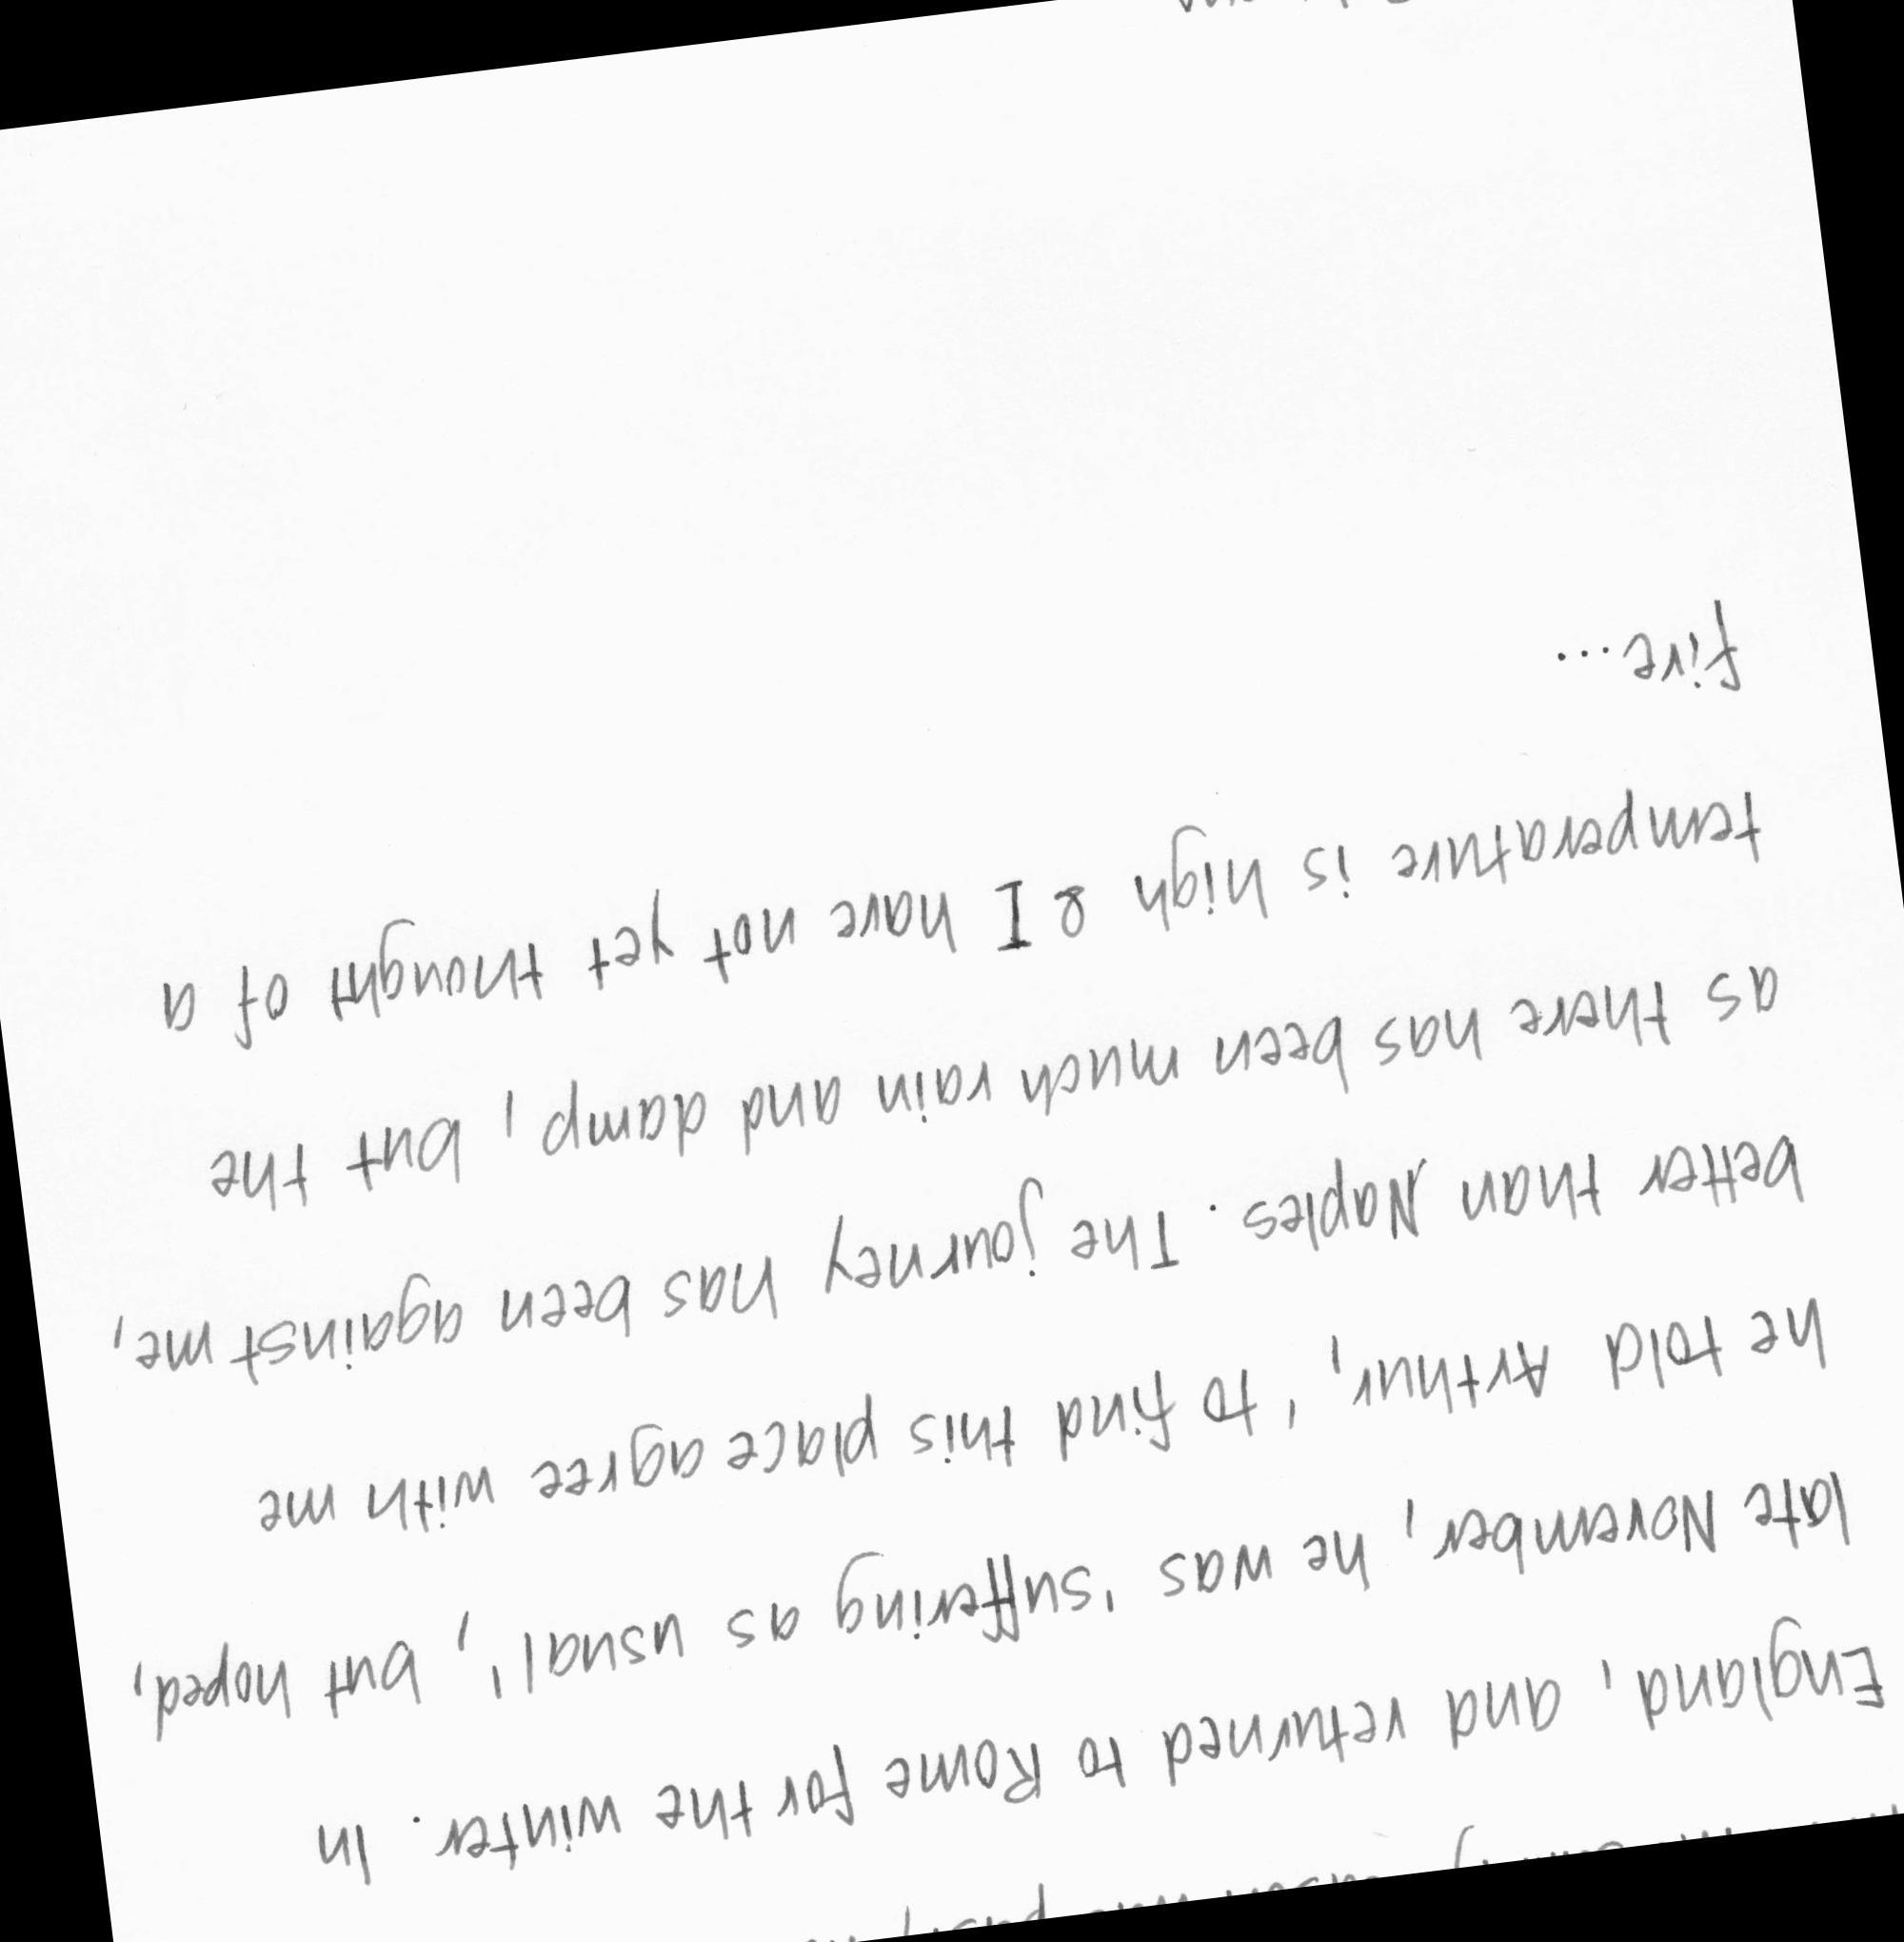 England, and returned to Rome for the winter. In
late November, he was 'suffering as usual', but hoped,
he told Arthur, 'to find this place agree with me
better than Naples. The journey has been against me,
as there has been much rain and damp, but the
temperature is high & I have not yet thought of a
fire...